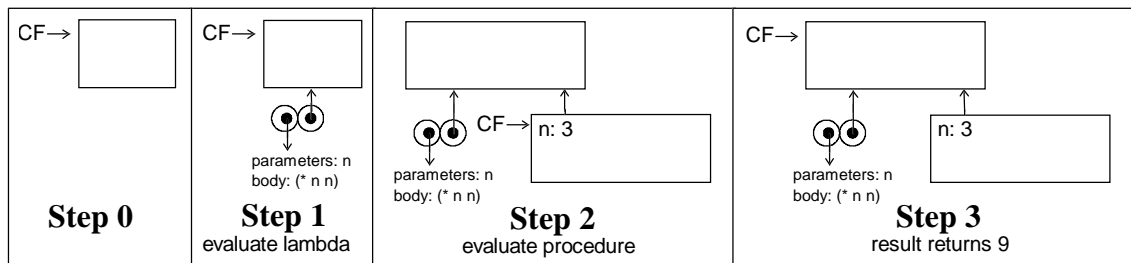 CF
Step 0
CF
parameters: n
body: (* n n)
Step 1
evaluate lambda
CF
n: 3
parameters: n
body: (* n n)
Step 2
evaluate procedure
CF
n: 3
parameters: n
body: (* n n)
Step 3
result returns 9